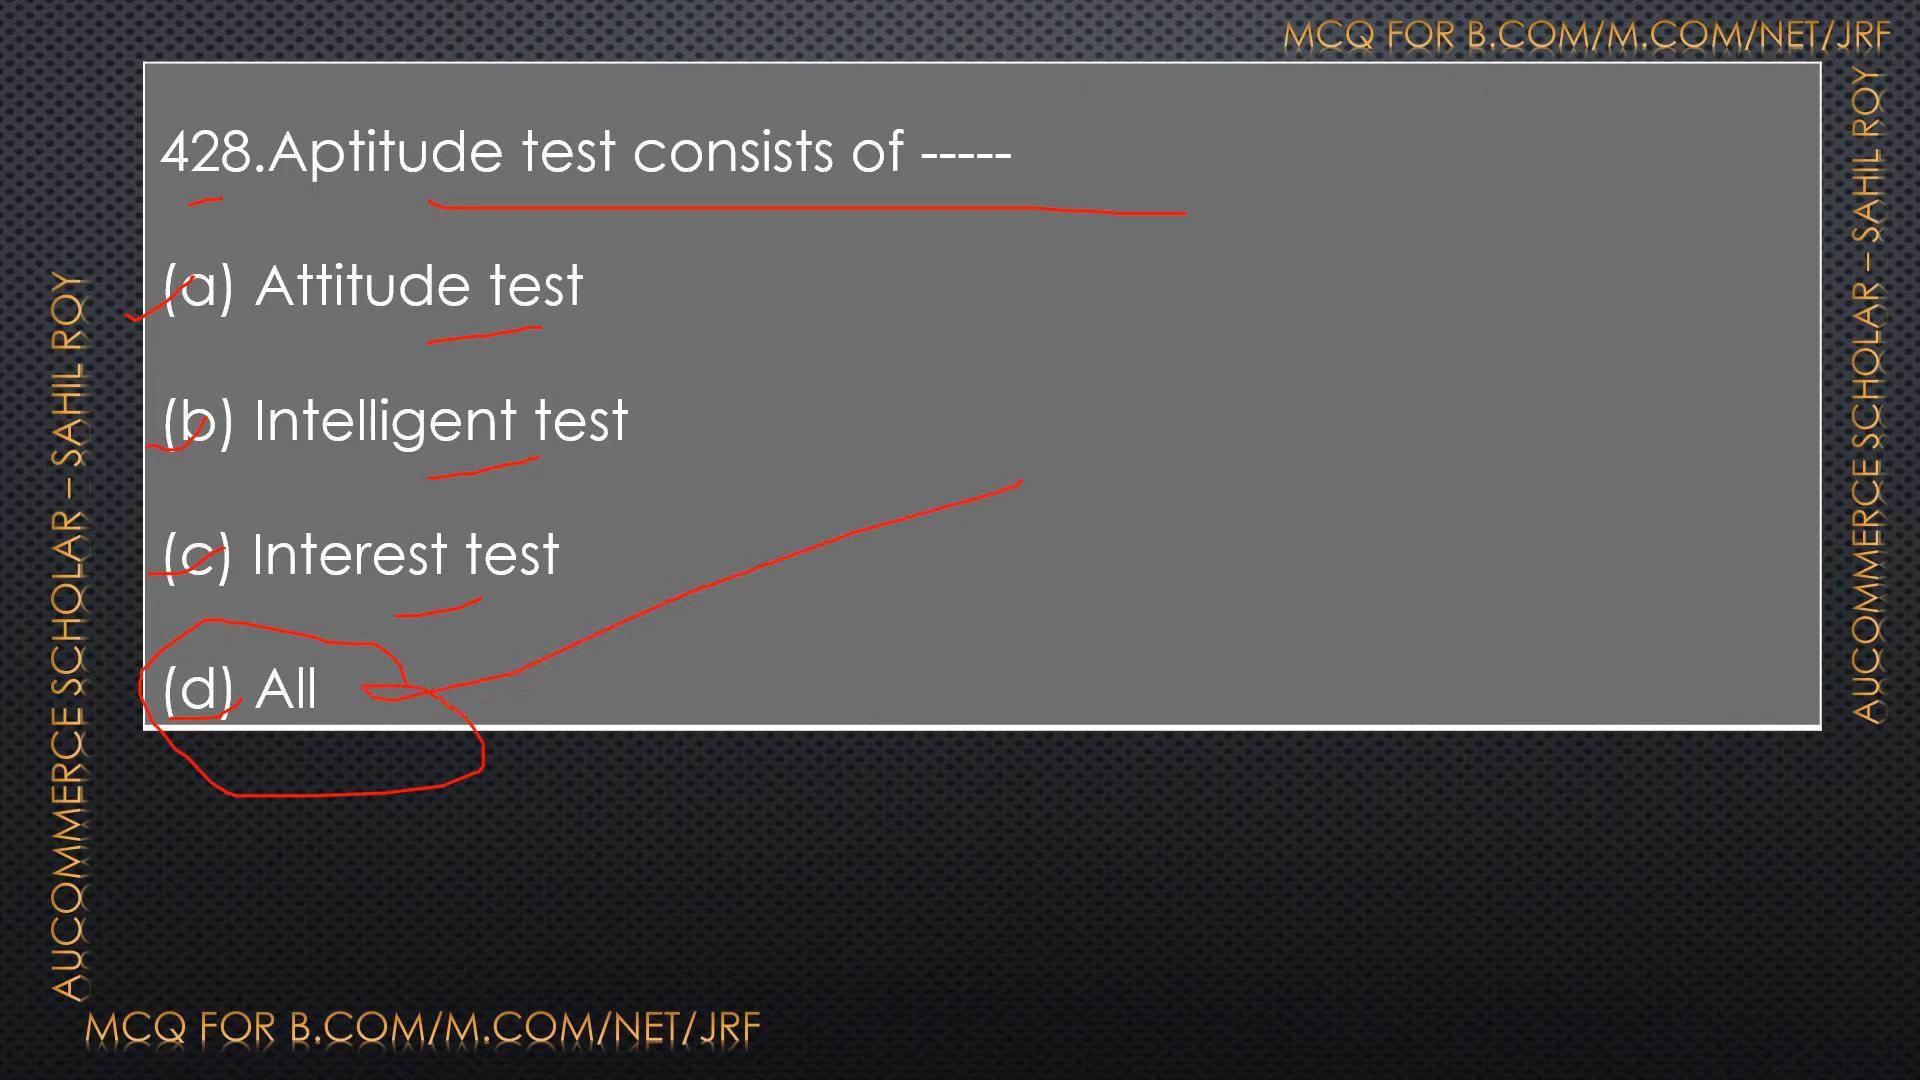 MCQ FOR B.COM/M.COM/NET/JRF
428.Aptitude test consists of -----
(a) Attitude test
(b) Intelligent test
(c) Interest test
(d) All
AUCOMMERCE SCHOLAR – SAHIL ROY
AUCOMMERCE SCHOLAR – SAHIL ROY
MCQ FOR B.COM/M.COM/NET/JRF